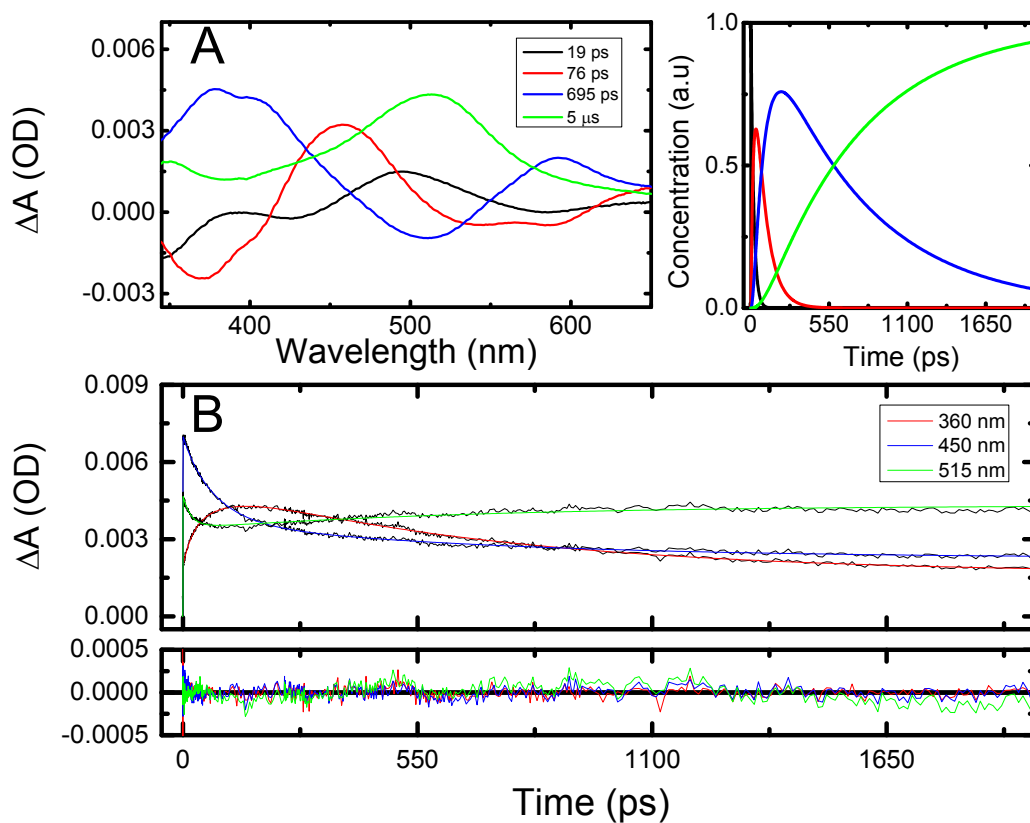 A
0.006
0.003
0.000
-0.003
ΔA (OD)
400 500 600
Wavelength (nm)
19 ps
76 ps
695 ps
5 μs
1.0
0.5
0.0
Concentration (a.u)
0 550 1100 1650
Time (ps)
B
0.009
0.006
0.003
0.000
ΔA (OD)
360 nm
450 nm
515 nm
0.0005
0.0000
-0.0005
0 550 1100 1650
Time (ps)